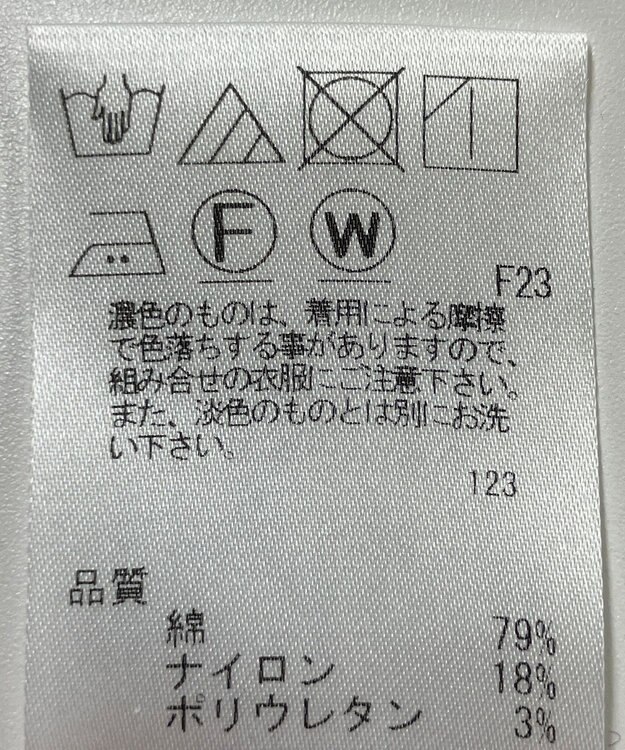 F W
F23
濃色のものは、着用による摩擦
で色落ちする事がありますので、
組み合せの衣服にご注意下さい。
また、淡色のものとは別にお洗
い下さい。
123
品質
綿 79%
ナイロン 18%
ポリウレタン 3%